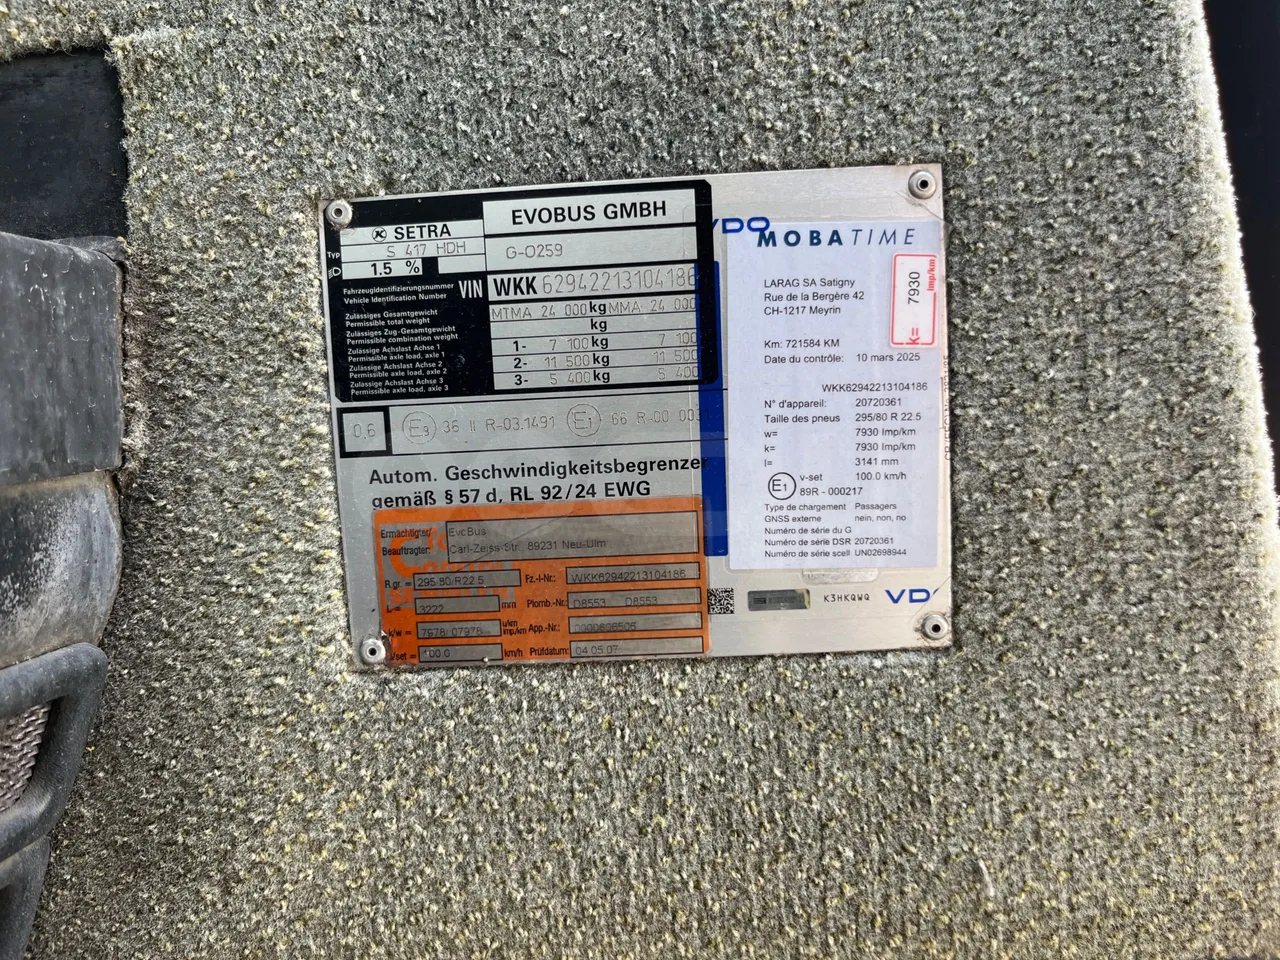 EVOBUS GMBH
SETRA
Typ S 417 HDH G-0259
1.5 %
Fahrzeugidentifizierungsnummer
Vehicle Identification Number
VIN WKK62942213104186
Zulässiges Gesamtgewicht
Permissible total weight
MTMA 24 000 kg MMA 24 000
Zulässiges Zug-Gesamtgewicht
Permissible combination weight
kg
Zulässige Achslast Achse 1
Permissible axle load, axle 1
1- 7 100 kg 7 100
Zulässige Achslast Achse 2
Permissible axle load, axle 2
2- 11 500 kg 11 500
Zulässige Achslast Achse 3
Permissible axle load, axle 3
3- 5 400 kg 5 400
0,6 E3 36 II R-03.1491 E1 66 R-00
Autom. Geschwindigkeitsbegrenzer
gemäß § 57 d, RL 92/24 EWG
Ermächtigter/
Beauftragter:
EvoBus
Carl-Zeiss-Str. 89231 Neu-Ulm
R.gr. = 295/80/R22.5 Fz.-I-Nr.: WKK62942213104186
3222 mm Plomb.-Nr.: D8553 D8553
k/w = 7978/07978 u/km imp/km App.-Nr.:
Vset = 100.0 km/h Prüfdatum: 04.05.07
VDO
MOBATIME
LARAG SA Satigny
Rue de la Bergère 42
CH-1217 Meyrin
k= 7930 Imp/km
Km: 721584 KM
Date du contrôle: 10 mars 2025
WKK62942213104186
N° d'appareil: 20720361
Taille des pneus 295/80 R 22.5
w= 7930 Imp/km
k= 7930 Imp/km
l= 3141 mm
E1 v-set 100.0 km/h
89R - 000217
Type de chargement Passagers
GNSS externe nein, non, no
Numéro de série du G
Numéro de série DSR 20720361
Numéro de série scell UN02698944
K3HKQWQ
VDO